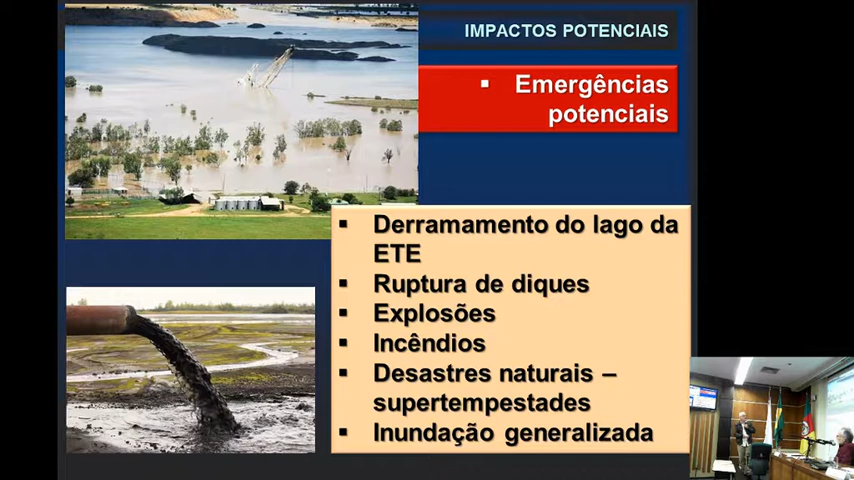 IMPACTOS POTENCIAIS
▪ Emergências
potenciais
▪ Derramamento do lago da
ETE
▪ Ruptura de diques
▪ Explosões
▪ Incêndios
▪ Desastres naturais –
supertempestades
▪ Inundação generalizada